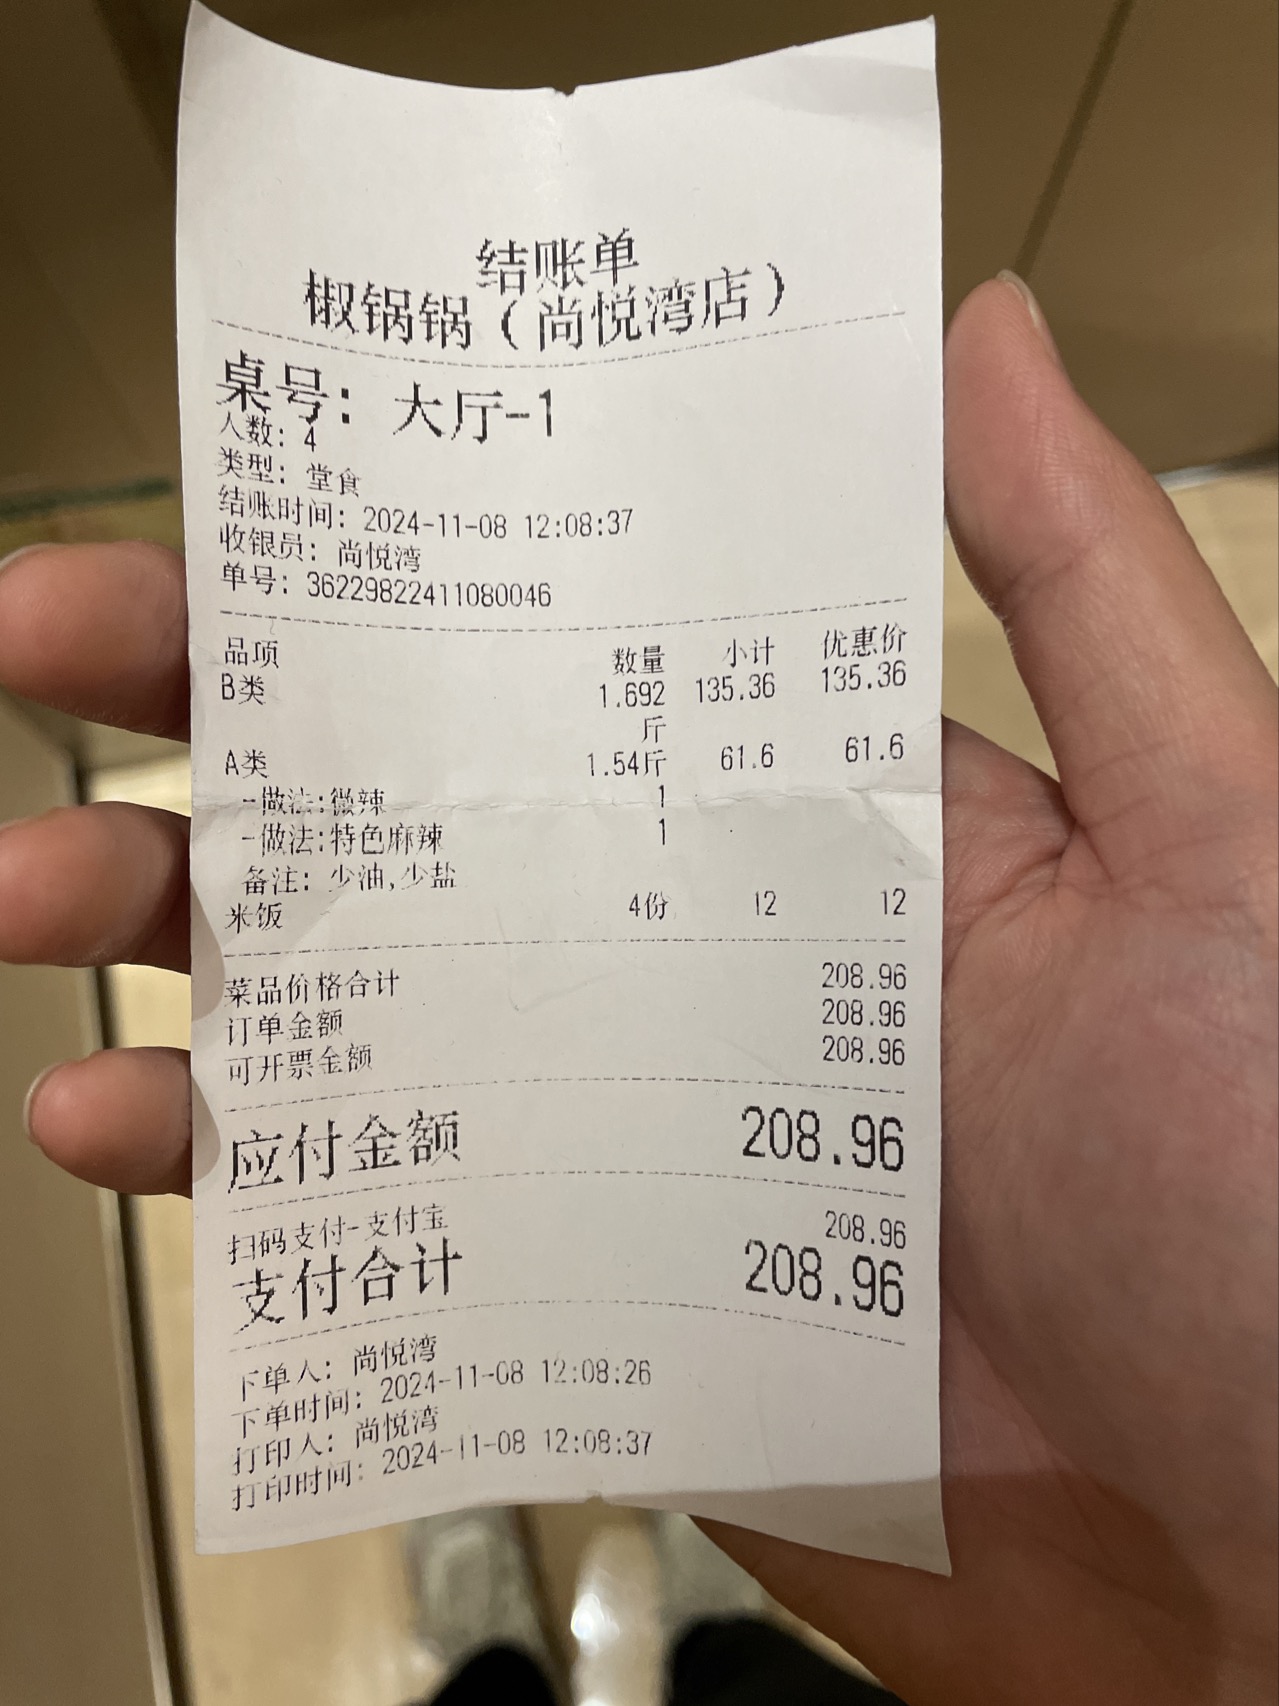 结账单
椒锅锅（尚悦湾店）
桌号: 大厅-1
人数: 4
类型: 堂食
结账时间: 2024-11-08 12:08:37
收银员: 尚悦湾
单号: 36229822411080046
品项 数量 小计 优惠价
B类 1.692 135.36 135.36
斤
A类 1.54斤 61.6 61.6
-做法:微辣 1
-做法:特色麻辣 1
备注: 少油,少盐
米饭 4份 12 12
菜品价格合计 208.96
订单金额 208.96
可开票金额 208.96
应付金额 208.96
扫码支付-支付宝 208.96
支付合计 208.96
下单人: 尚悦湾
下单时间: 2024-11-08 12:08:26
打印人: 尚悦湾
打印时间: 2024-11-08 12:08:37